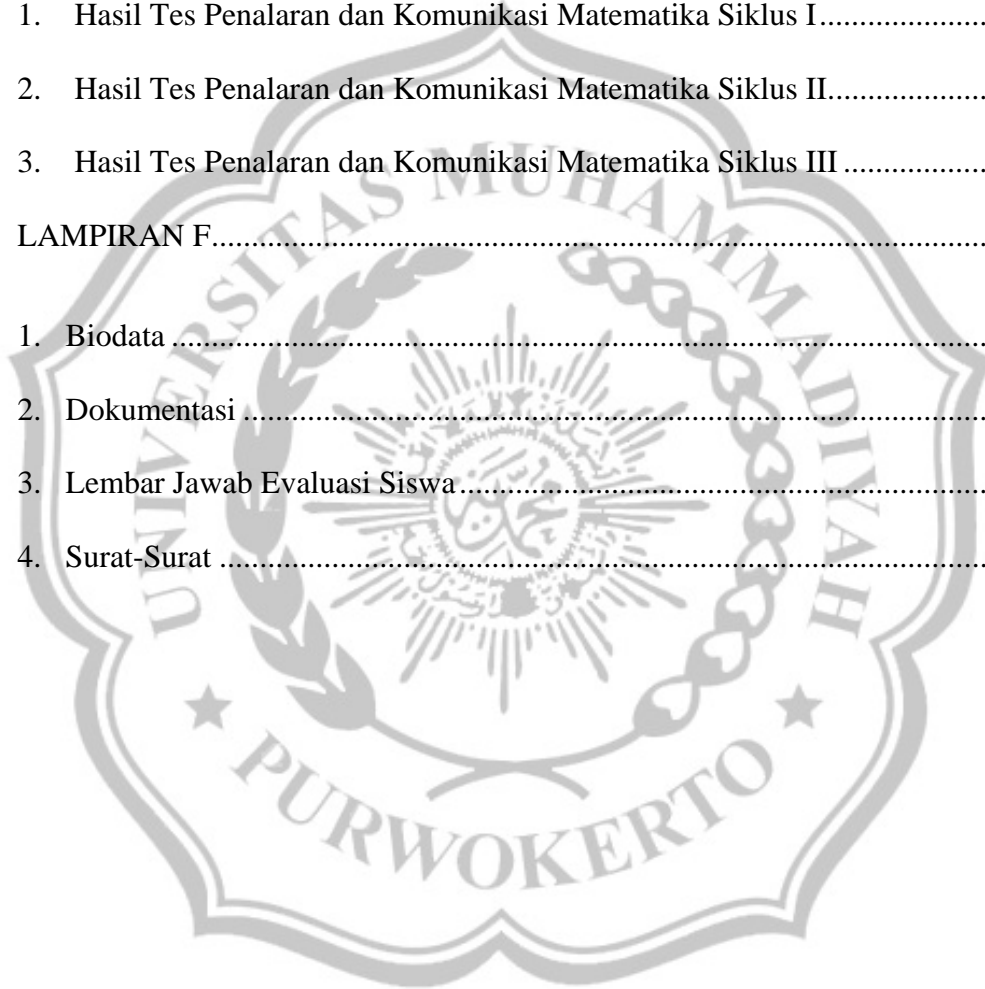 1. Hasil Tes Penalaran dan Komunikasi Matematika Siklus I.....................
2. Hasil Tes Penalaran dan Komunikasi Matematika Siklus II....................
3. Hasil Tes Penalaran dan Komunikasi Matematika Siklus III ..................
LAMPIRAN F..................................................................................................
1. Biodata ......................................................................................................
2. Dokumentasi .............................................................................................
3. Lembar Jawab Evaluasi Siswa..................................................................
4. Surat-Surat ................................................................................................
UNIVERSITAS MUHAMMADIYAH
PURWOKERTO